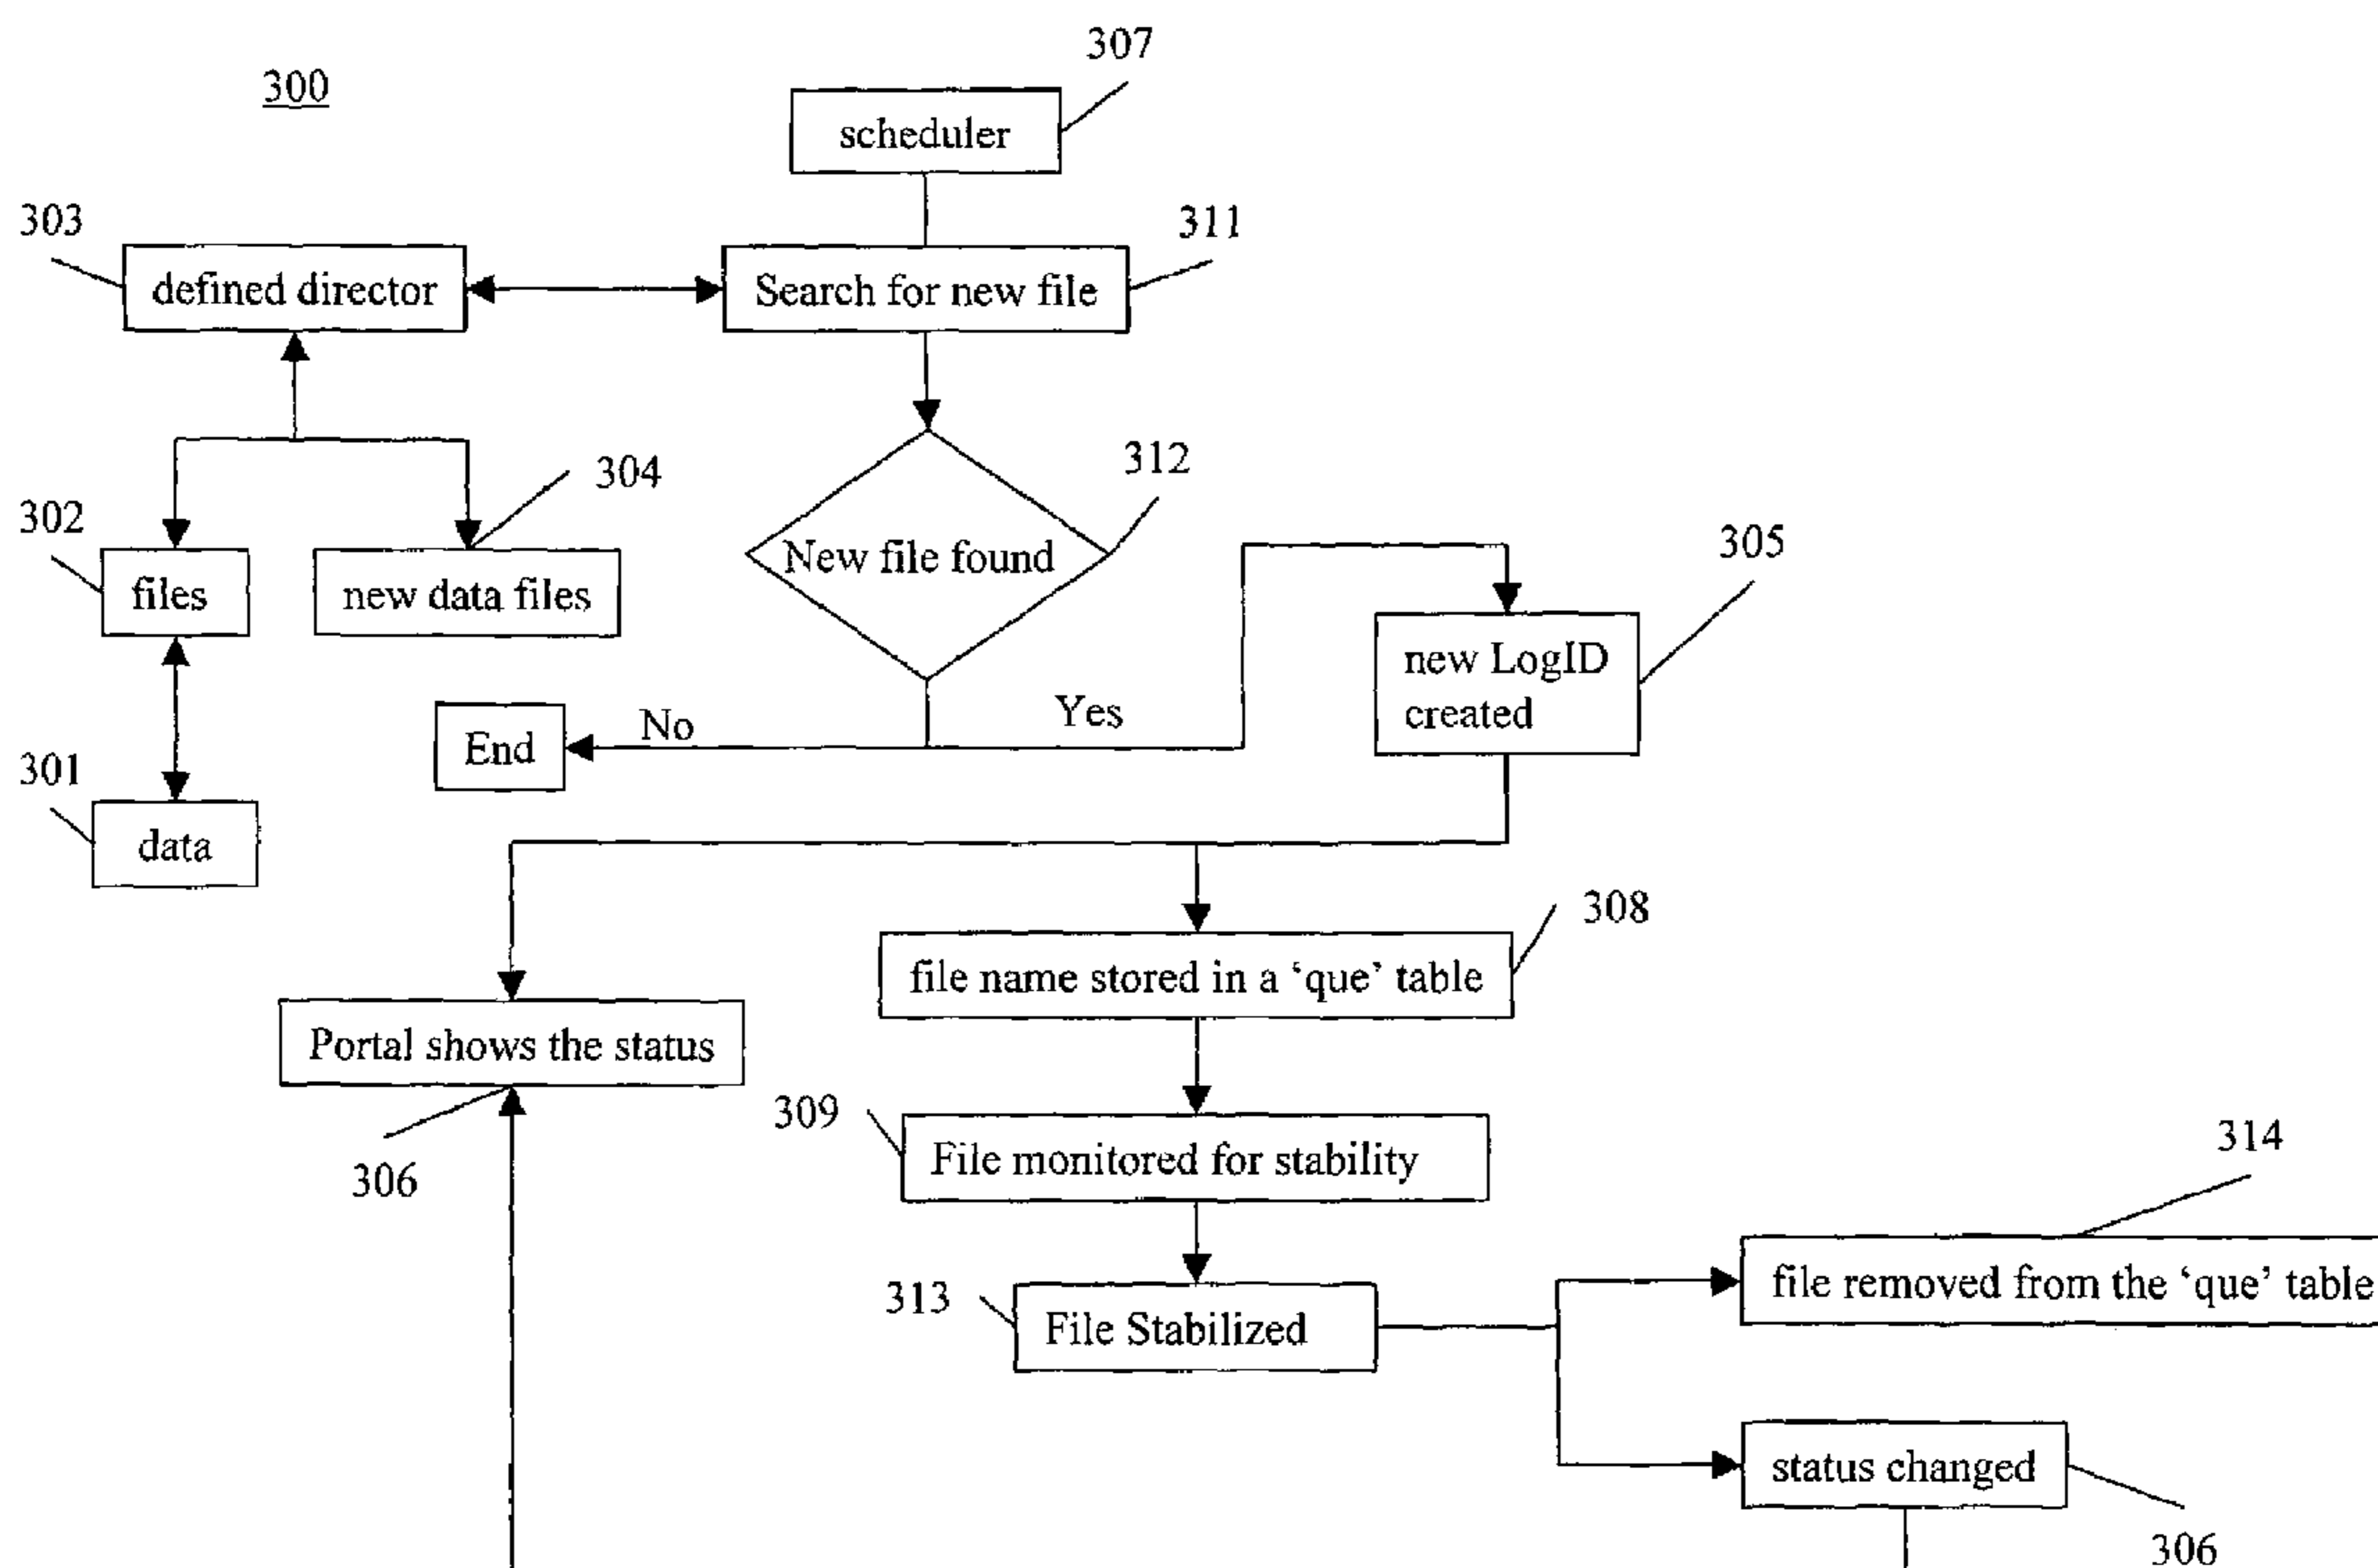 307
300
scheduler
303
311
defined director
Search for new file
304
312
302
305
New file found
files
new data files
new LogID
created
No
Yes
End
301
data
308
file name stored in a ‘que’ table
Portal shows the status
309
306
File monitored for stability
314
file removed from the ‘que’ table
313
File Stabilized
status changed
306